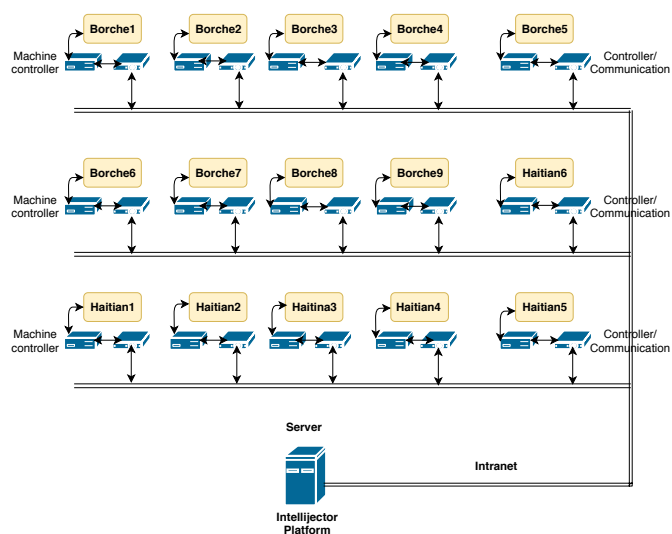 Borche1
Borche2
Borche3
Borche4
Borche5
Machine
controller
Controller/
Communication
Borche6
Borche7
Borche8
Borche9
Haitian6
Machine
controller
Controller/
Communication
Haitian1
Haitian2
Haitina3
Haitian4
Haitian5
Machine
controller
Controller/
Communication
Server
Intranet
Intellijector
Platform